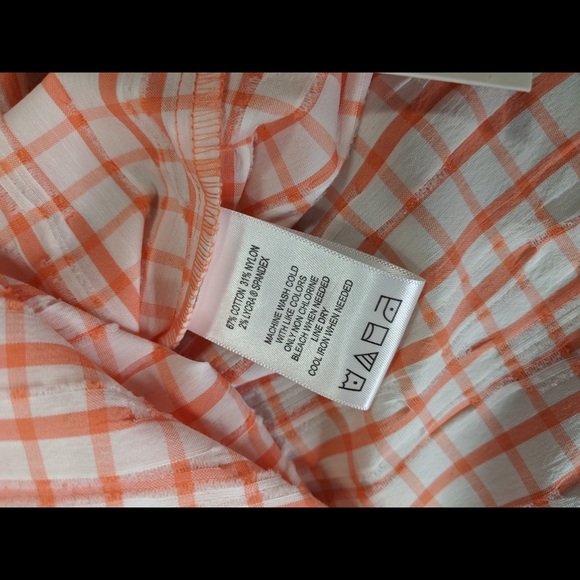 67% COTTON 31% NYLON
2% LYCRA® SPANDEX
MACHINE WASH COLD
WITH LIKE COLORS
ONLY NON CHLORINE
BLEACH WHEN NEEDED
LINE DRY
COOL IRON WHEN NEEDED